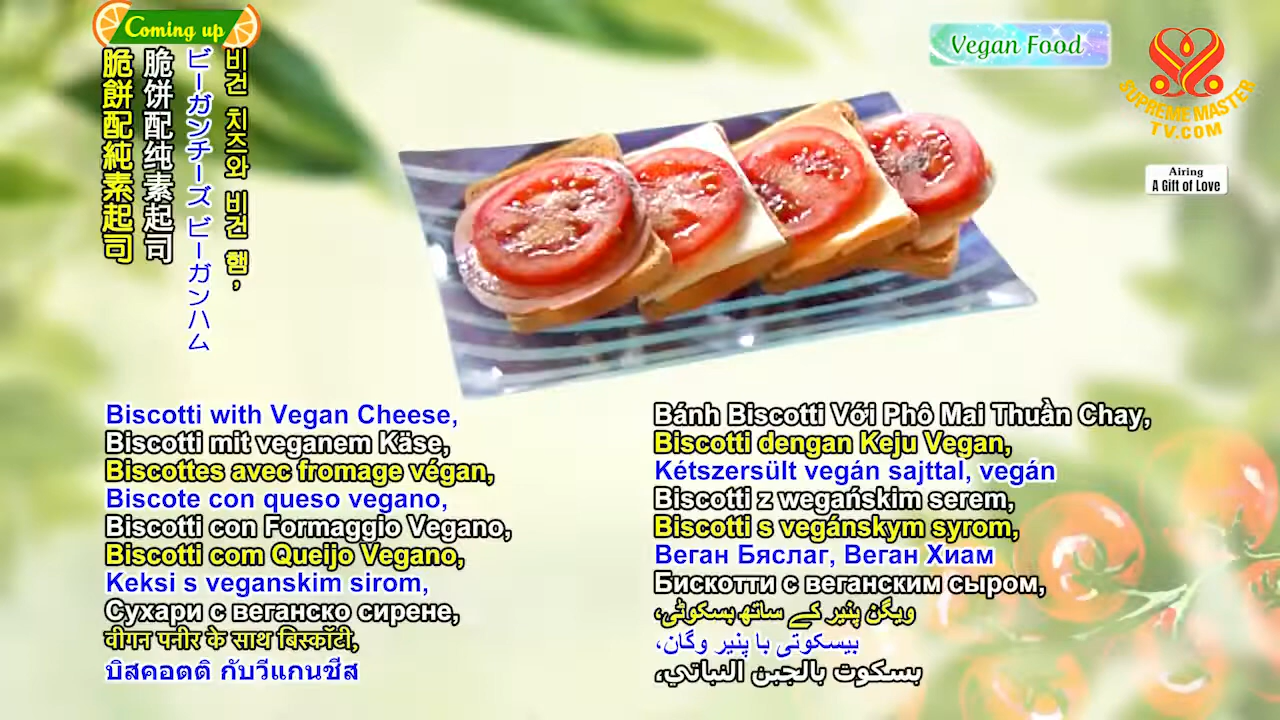 Coming up
Vegan Food
SUPREME MASTER
TV.COM
Airing
A Gift of Love
脆餅配純素起司
脆饼配纯素起司
ビーガンチーズ ビーガンハム
비건 치즈와 비건 햄,
Biscotti with Vegan Cheese,
Biscotti mit veganem Käse,
Biscottes avec fromage végan,
Biscote con queso vegano,
Biscotti con Formaggio Vegano,
Biscotti com Queijo Vegano,
Keksi s veganskim sirom,
Сухари с веганско сирене,
वीगन पनीर के साथ बिस्कॉटी,
บิสคอตติ กับวีแกนชีส
Bánh Biscotti Với Phô Mai Thuần Chay,
Biscotti dengan Keju Vegan,
Kétszersült vegán sajttal, vegán
Biscotti z wegańskim serem,
Biscotti s vegánskym syrom,
Веган Бяслаг, Веган Хиам
Бискотти с веганским сыром,
ویگن پنیر کے ساتھ بسکوٹی،
بیسکوتی با پنیر وگان،
بسكوت بالجبن النباتي،